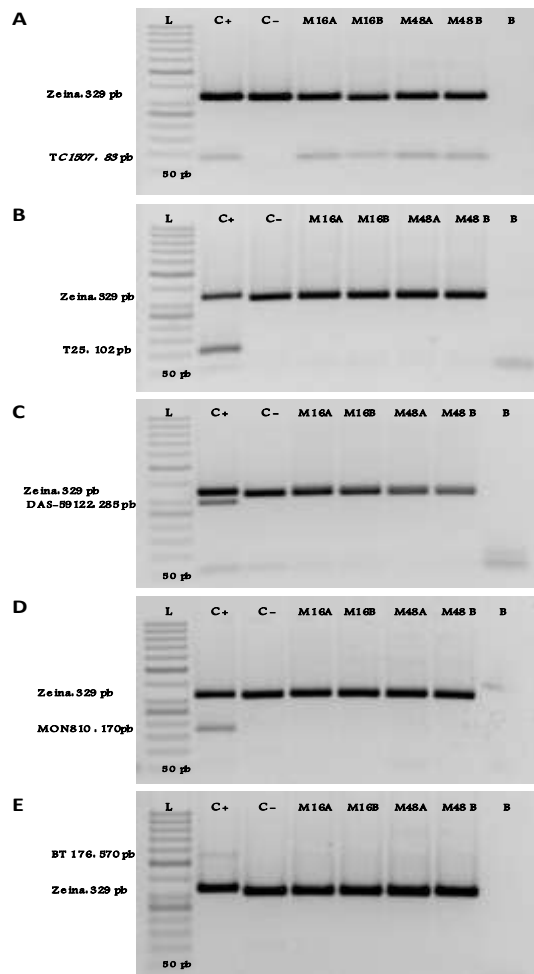 A
L C+ C– M16A M16B M48A M48 B B
Zeina. 329 pb
TC1507. 83 pb
50 pb
B
L C+ C– M16A M16B M48A M48 B B
Zeina. 329 pb
T25. 102 pb
50 pb
C
L C+ C– M16A M16B M48A M48 B B
Zeina. 329 pb
DAS–59122. 285 pb
50 pb
D
L C+ C– M16A M16B M48A M48 B B
Zeina. 329 pb
MON810. 170pb
50 pb
E
L C+ C– M16A M16B M48A M48 B B
BT 176. 570 pb
Zeina. 329 pb
50 pb